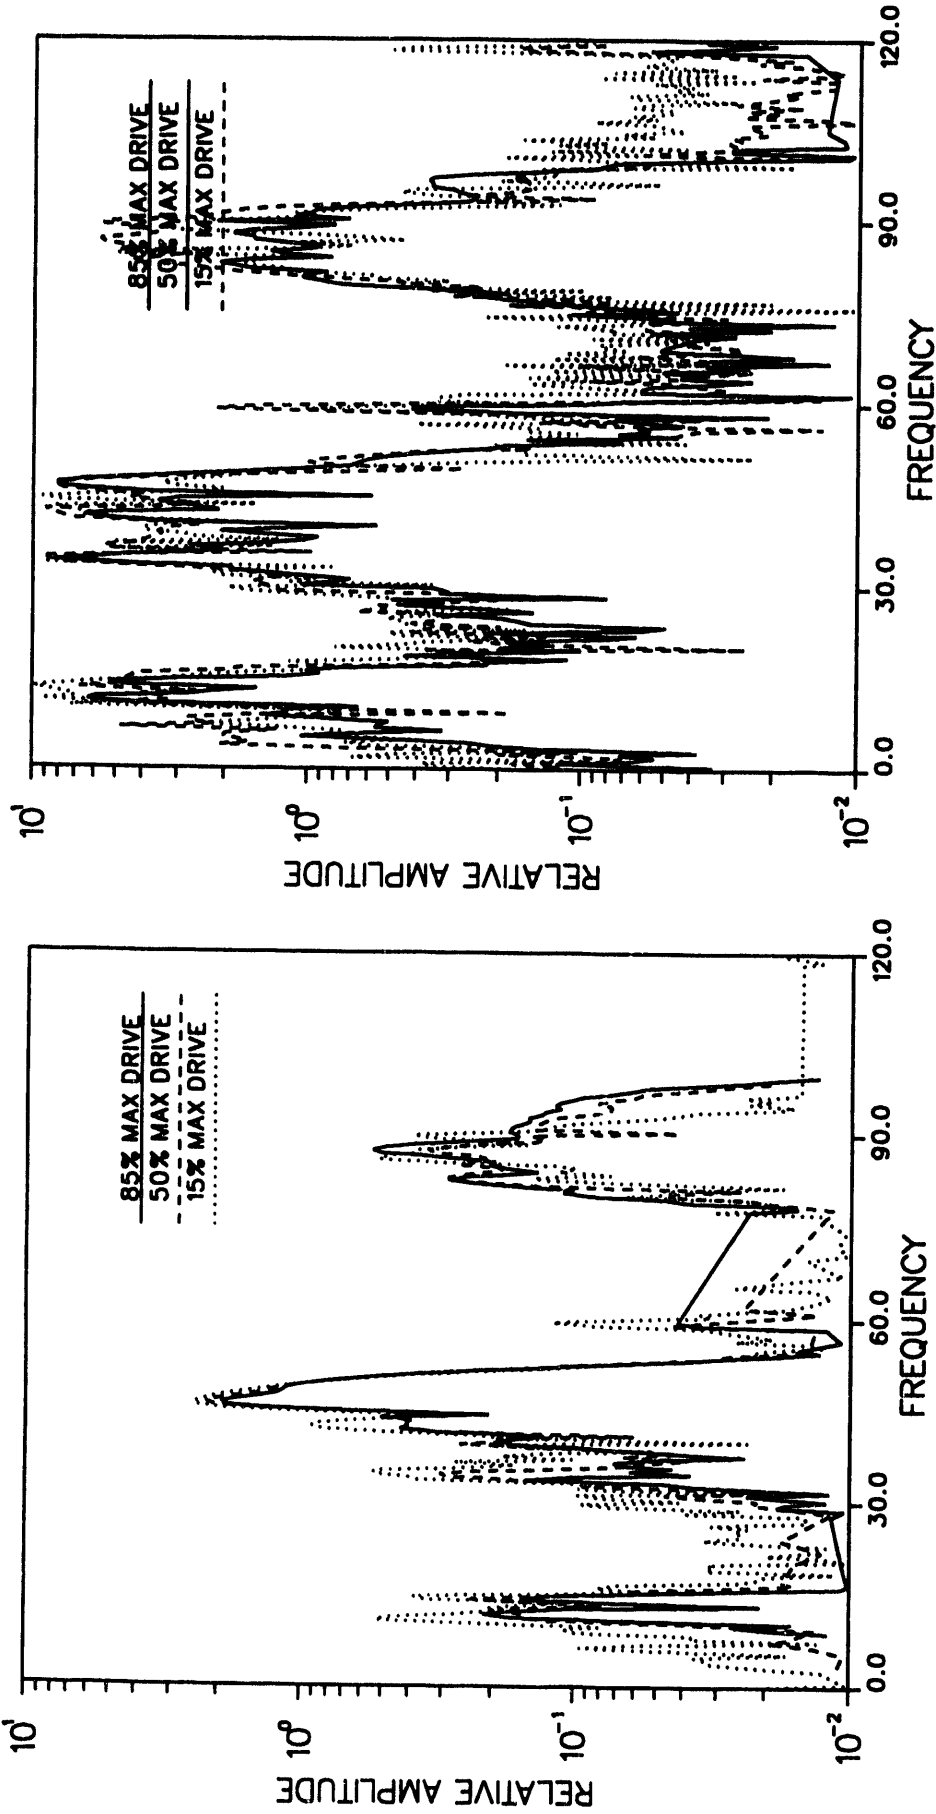 85% MAX DRIVE
50% MAX DRIVE
15% MAX DRIVE
10¹
10⁰
10⁻¹
10⁻²
RELATIVE AMPLITUDE
0.0
30.0
60.0
90.0
120.0
FREQUENCY
85% MAX DRIVE
50% MAX DRIVE
15% MAX DRIVE
10¹
10⁰
10⁻¹
10⁻²
RELATIVE AMPLITUDE
0.0
30.0
60.0
90.0
120.0
FREQUENCY